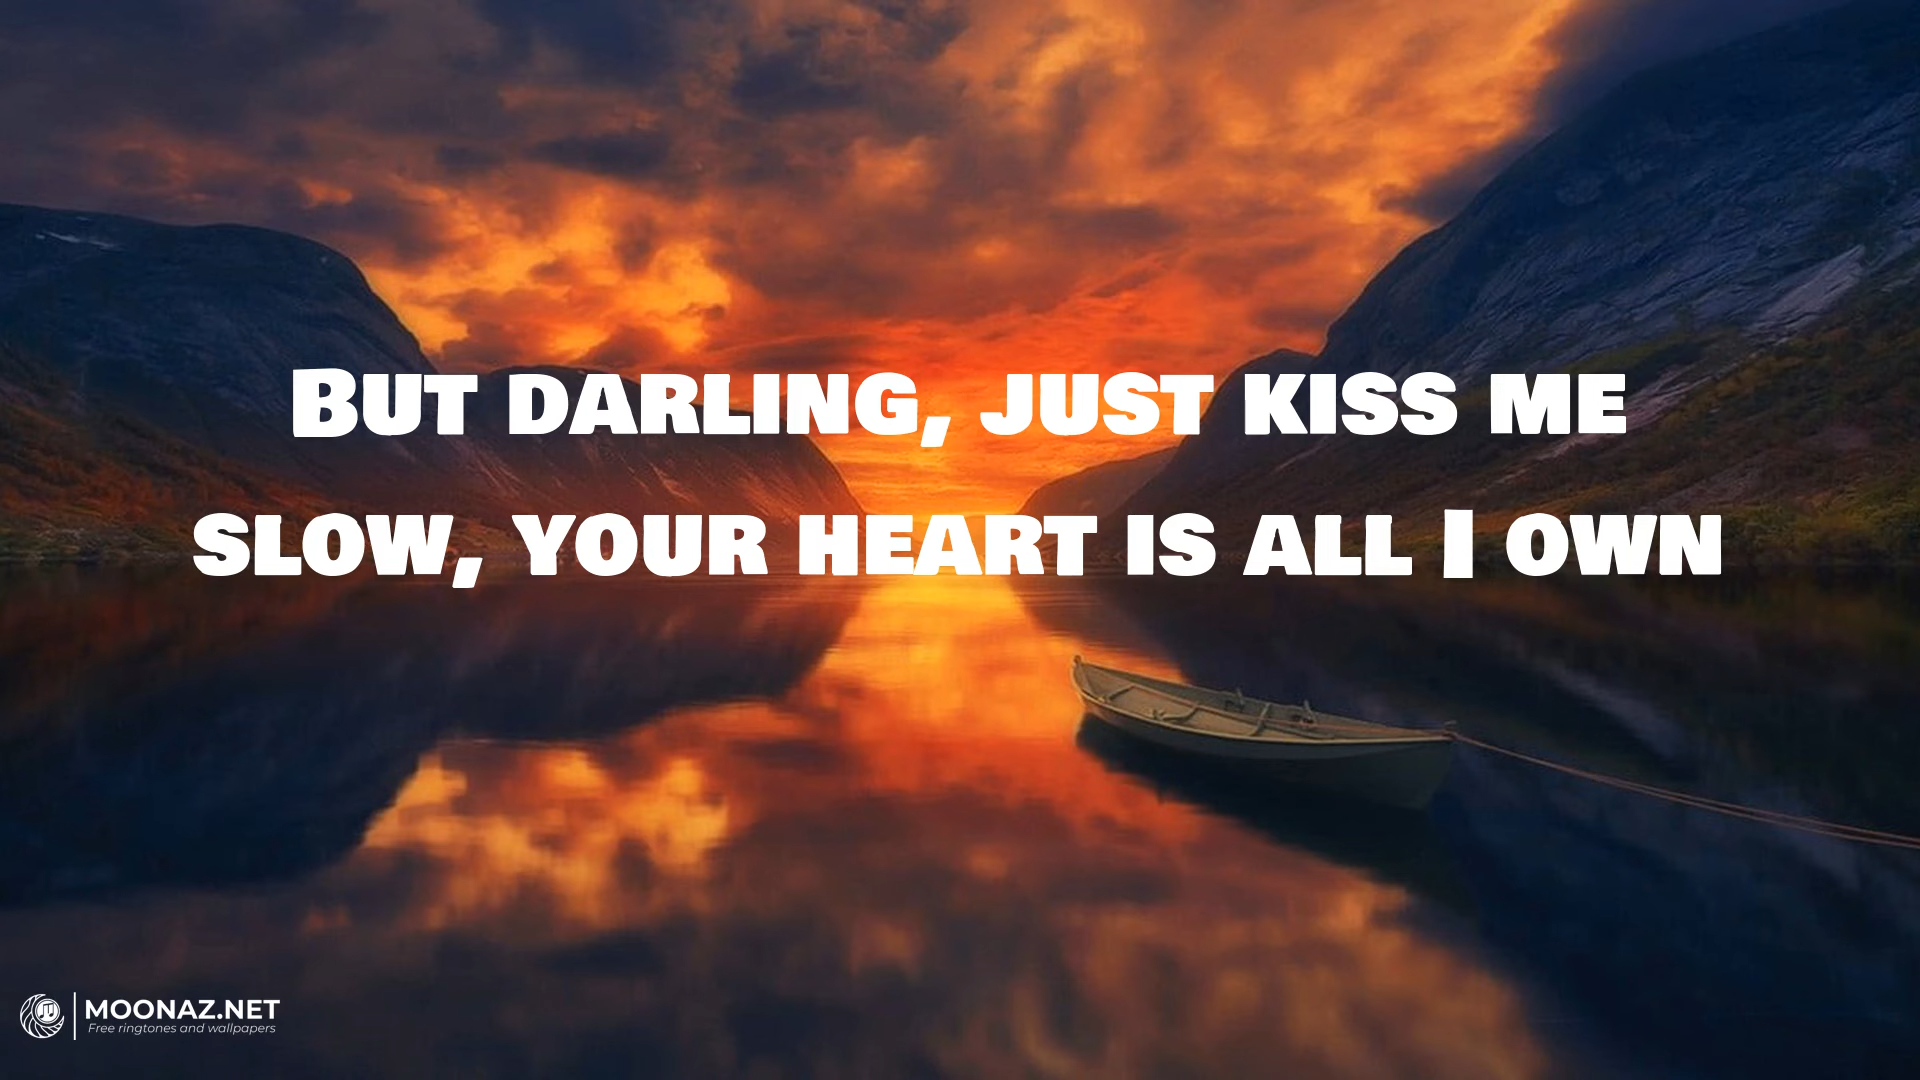 But darling, just kiss me
slow, your heart is all I own
MOONAZ.NET
Free ringtones and wallpapers